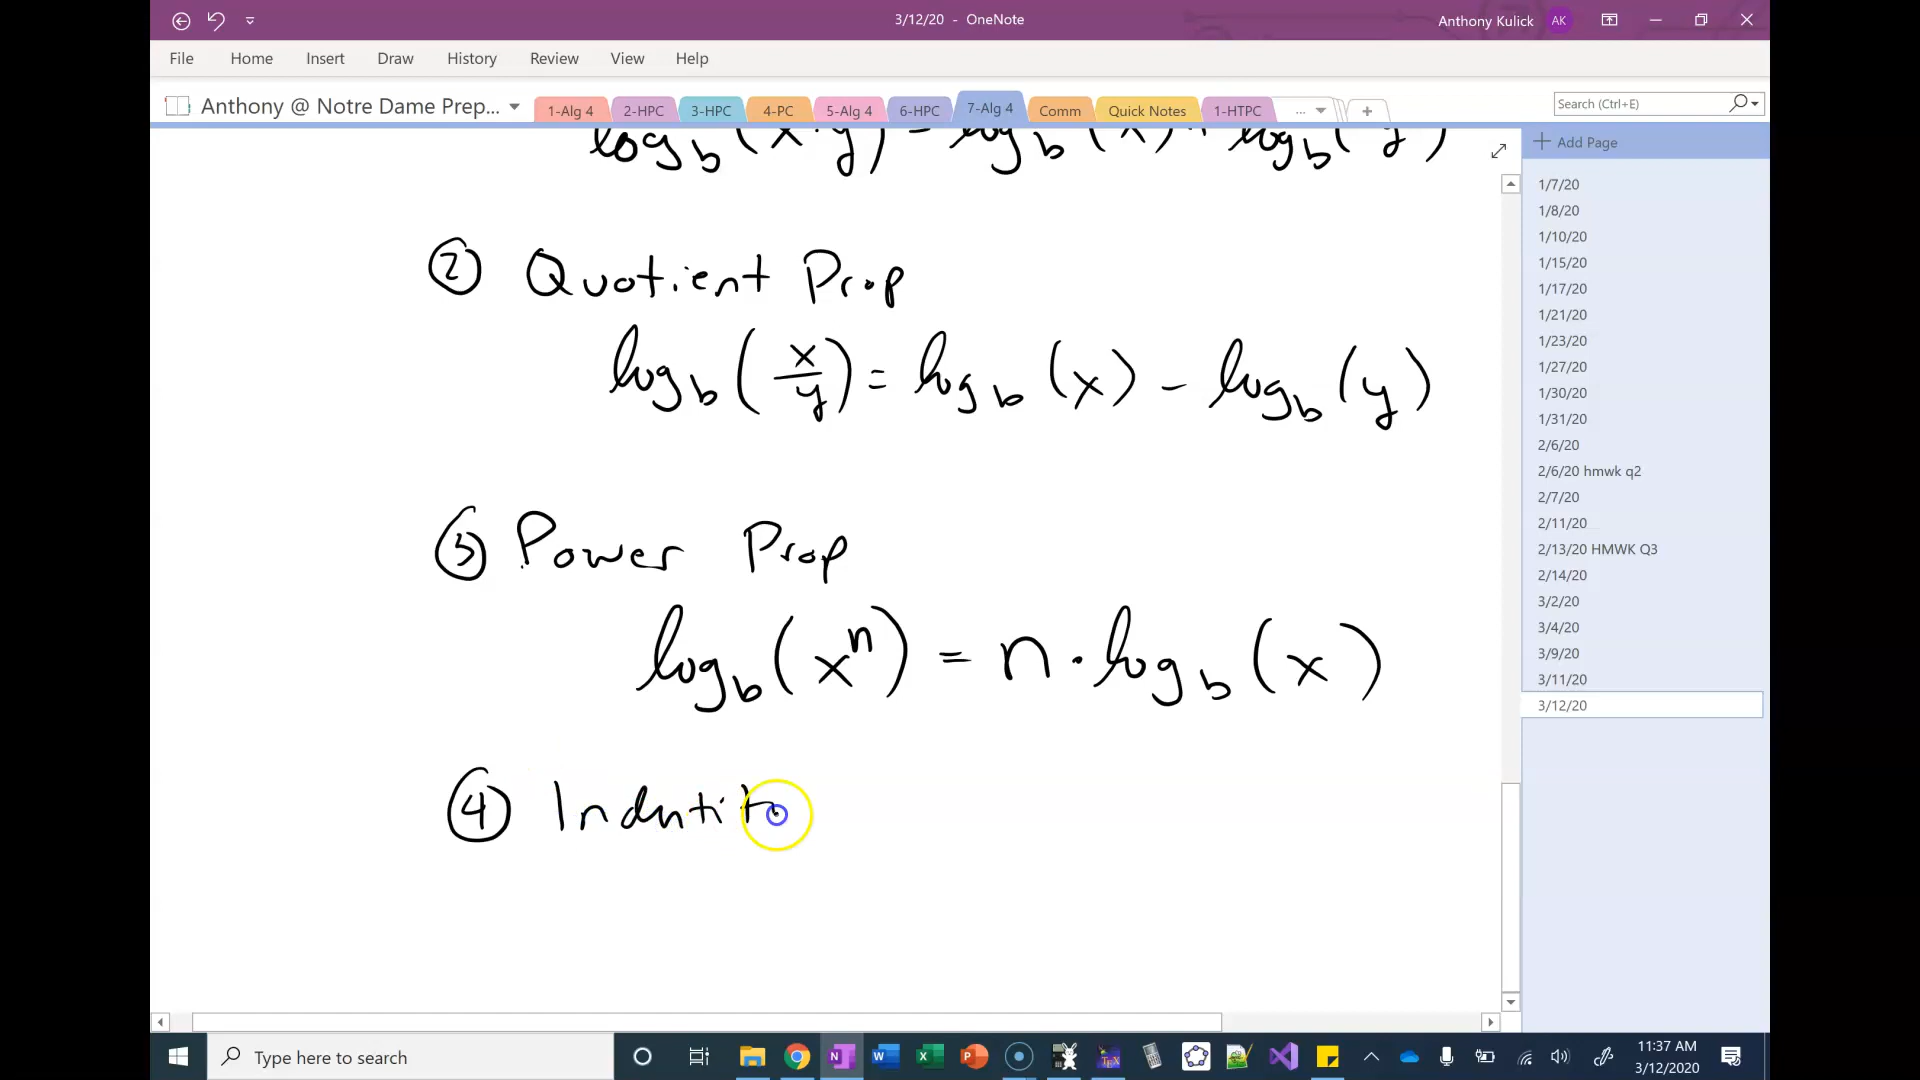 3/12/20 - OneNote
Anthony Kulick AK
File Home Insert Draw History Review View Help
Anthony @ Notre Dame Prep... 1-Alg 4 2-HPC 3-HPC 4-PC 5-Alg 4 6-HPC 7-Alg 4 Comm Quick Notes 1-HTPC ... + Search (Ctrl+E)
log_b (x·y) = log_b (x) + log_b (y)
② Quotient Prop
log_b (x/y) = log_b (x) - log_b (y)
③ Power Prop
log_b (x^n) = n · log_b (x)
④ Indntit
+ Add Page
1/7/20
1/8/20
1/10/20
1/15/20
1/17/20
1/21/20
1/23/20
1/27/20
1/30/20
1/31/20
2/6/20
2/6/20 hmwk q2
2/7/20
2/11/20
2/13/20 HMWK Q3
2/14/20
3/2/20
3/4/20
3/9/20
3/11/20
3/12/20
Type here to search
11:37 AM
3/12/2020